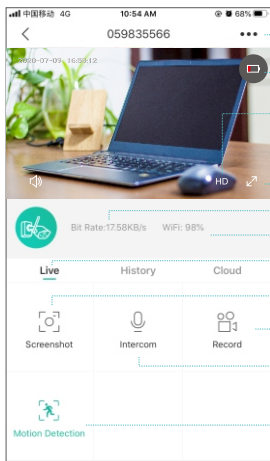 中国移动 4G 10:54 AM 68%
059835566
2020-07-09 16:59:12
HD
Bit Rate:17.58KB/s WiFi: 98%
Live History Cloud
Screenshot Intercom Record
Motion Detection